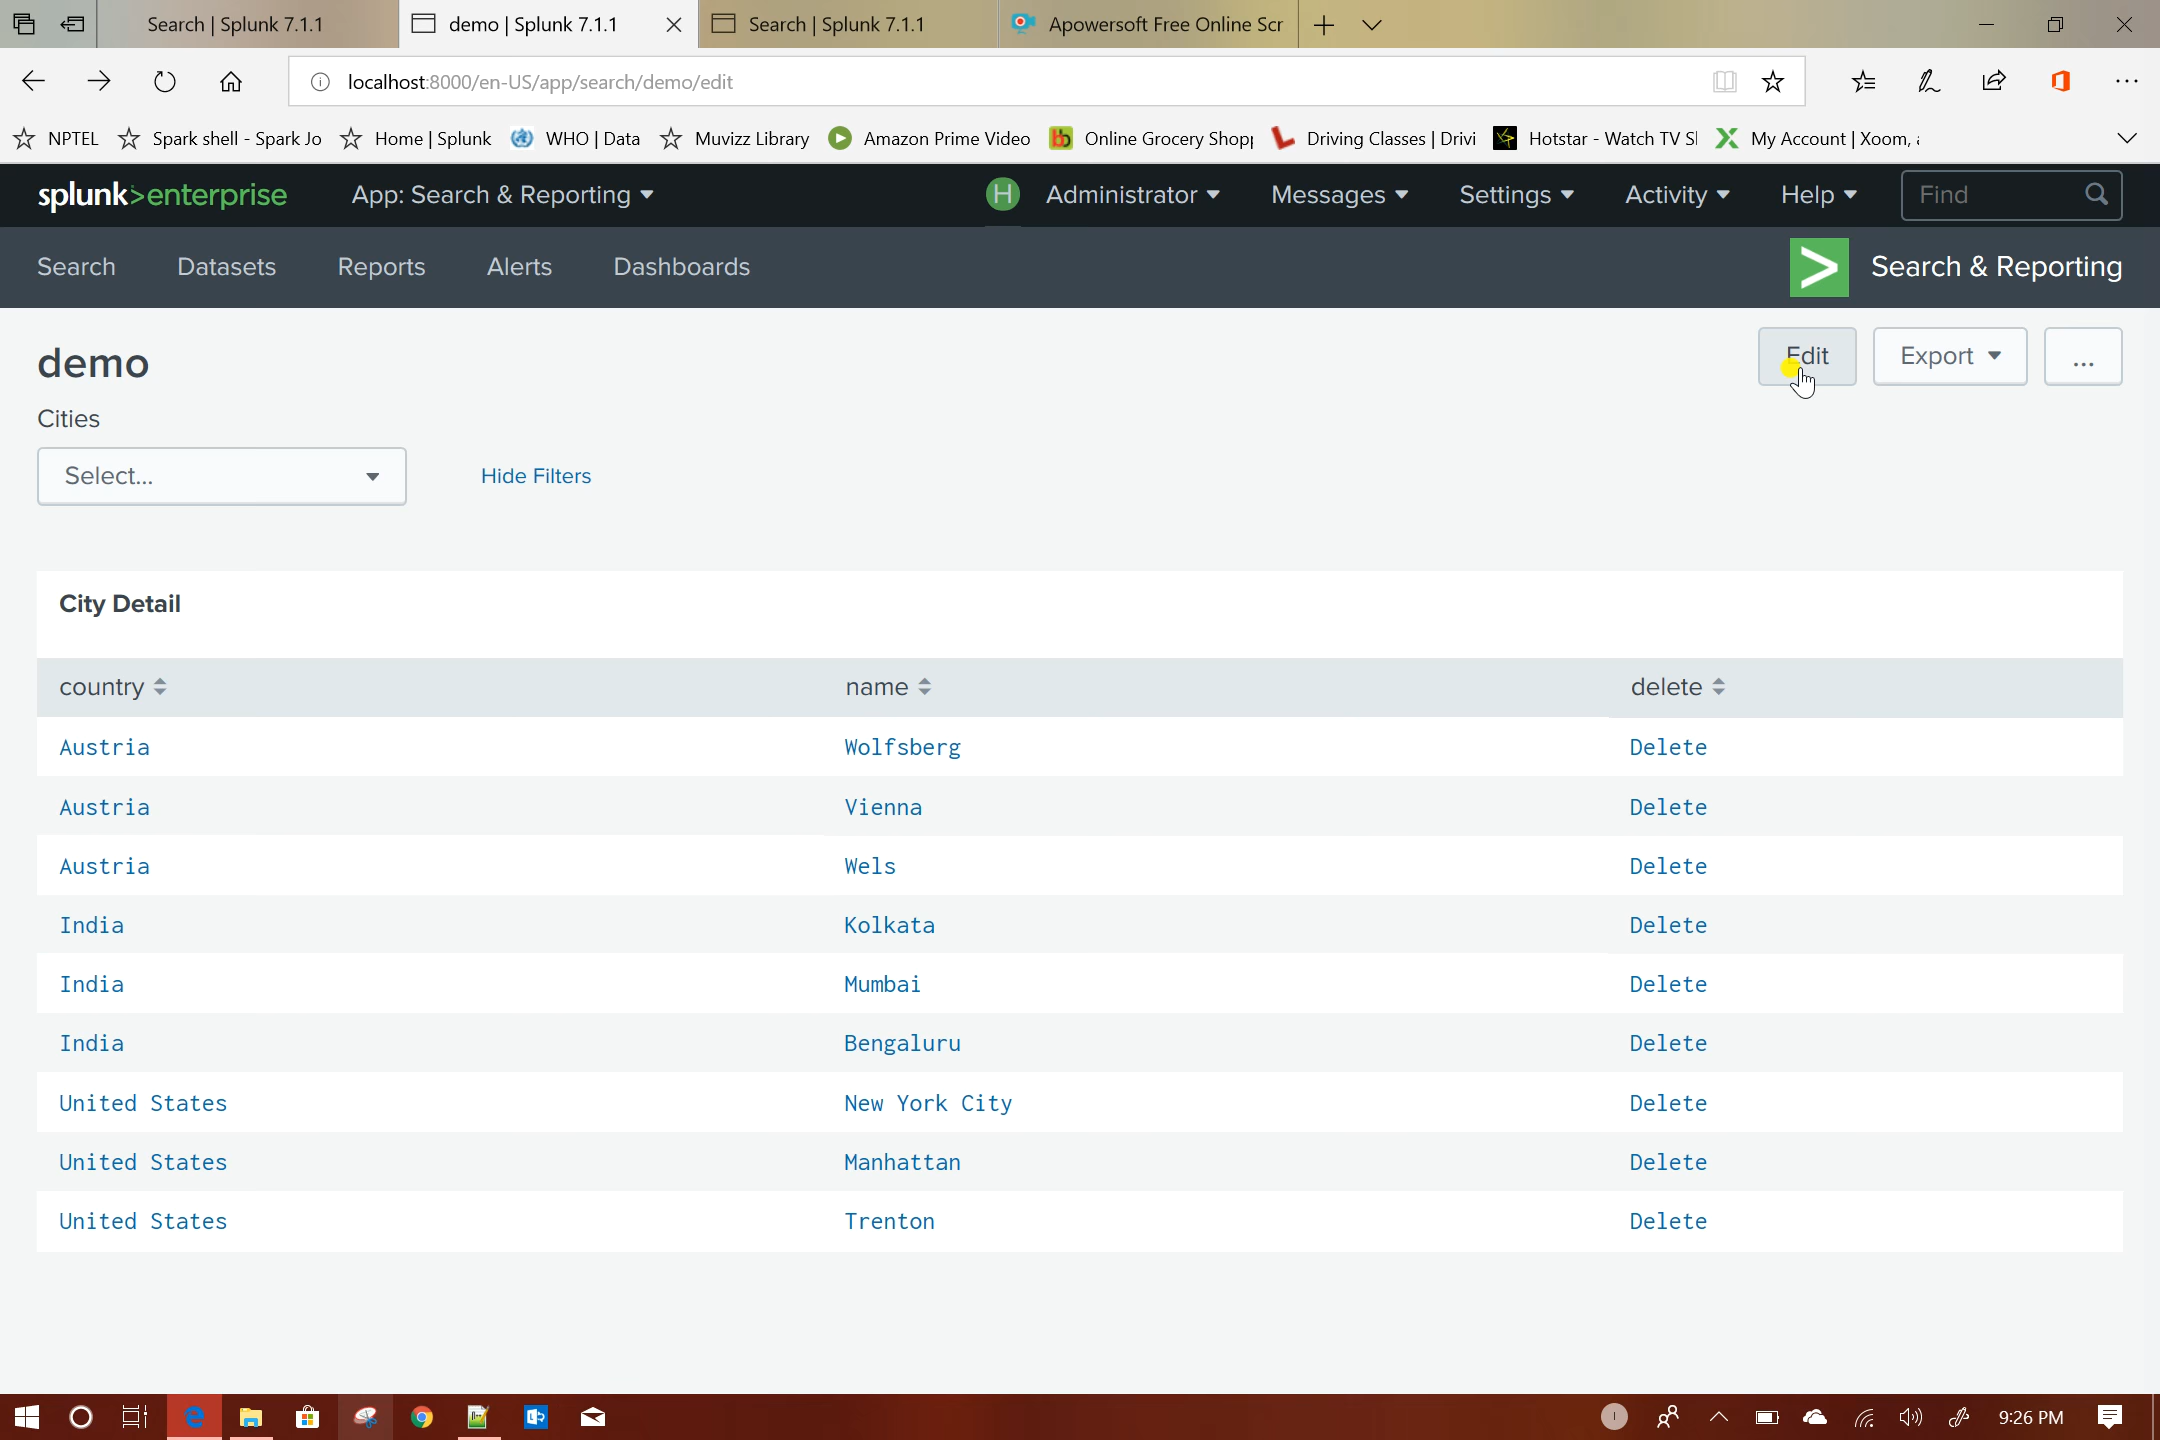 Search | Splunk 7.1.1
demo | Splunk 7.1.1
Search | Splunk 7.1.1
Apowersoft Free Online Scr
localhost:8000/en-US/app/search/demo/edit
NPTEL
Spark shell - Spark Jo
Home | Splunk
WHO | Data
Muvizz Library
Amazon Prime Video
Online Grocery Shopp
Driving Classes | Drivi
Hotstar - Watch TV Sl
My Account | Xoom, a
splunk>enterprise
App: Search & Reporting
H
Administrator
Messages
Settings
Activity
Help
Find
Search
Datasets
Reports
Alerts
Dashboards
Search & Reporting
demo
Edit
Export
...
Cities
Select...
Hide Filters
City Detail
country name delete
Austria Wolfsberg Delete
Austria Vienna Delete
Austria Wels Delete
India Kolkata Delete
India Mumbai Delete
India Bengaluru Delete
United States New York City Delete
United States Manhattan Delete
United States Trenton Delete
9:26 PM